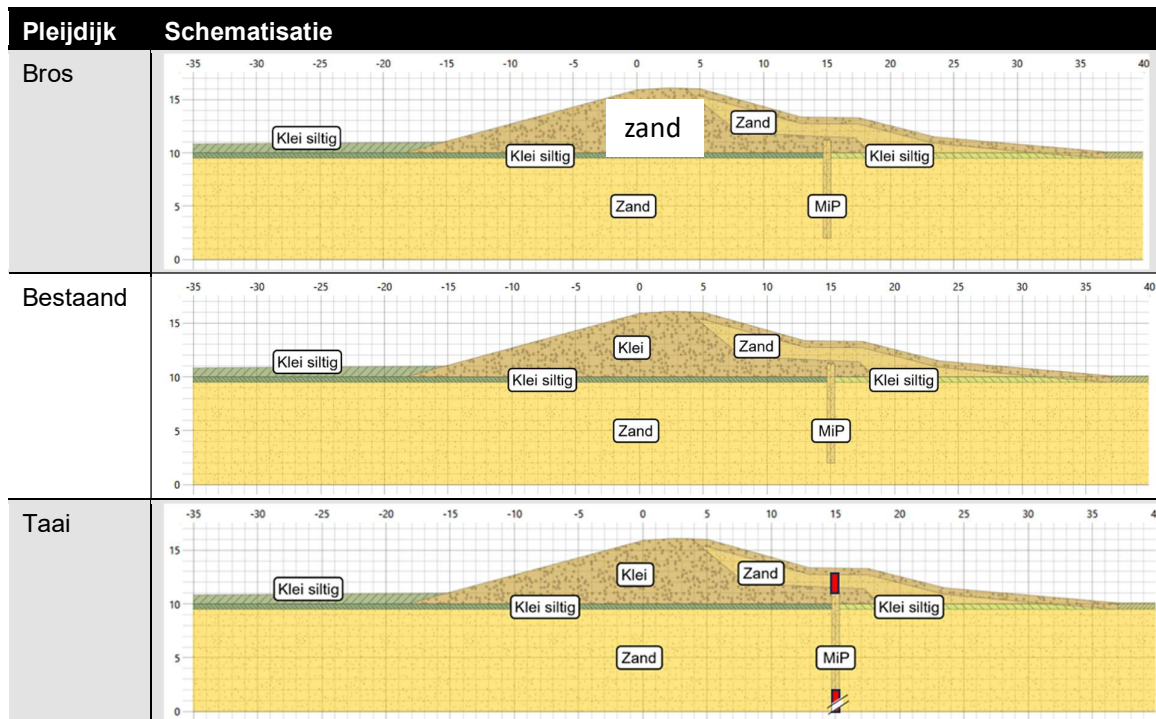 Pleijdijk Schematisatie
Bros
-35 -30 -25 -20 -15 -10 -5 0 5 10 15 20 25 30 35 40
15
zand
Zand
Klei siltig
10
Klei siltig
Klei siltig
5
Zand
MiP
0
Bestaand
-35 -30 -25 -20 -15 -10 -5 0 5 10 15 20 25 30 35 40
15
Klei
Zand
Klei siltig
10
Klei siltig
Klei siltig
5
Zand
MiP
0
Taai
-35 -30 -25 -20 -15 -10 -5 0 5 10 15 20 25 30 35 4
15
Klei
Zand
Klei siltig
10
Klei siltig
Klei siltig
5
Zand
MiP
0